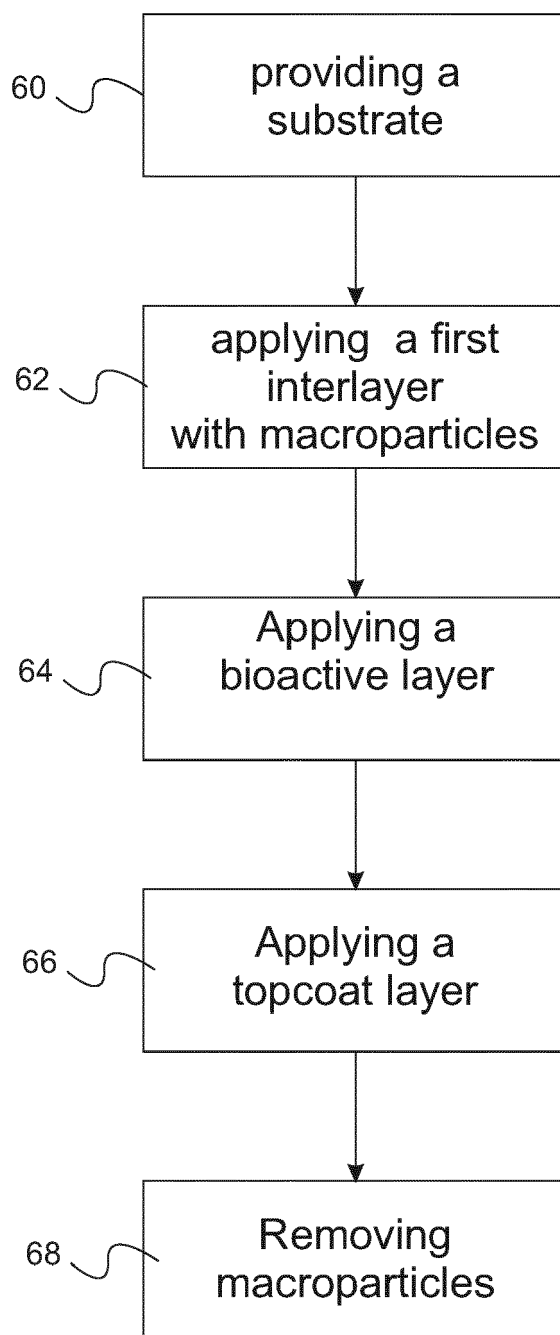 60
providing a
substrate
62
applying a first
interlayer
with macroparticles
64
Applying a
bioactive layer
66
Applying a
topcoat layer
68
Removing
macroparticles